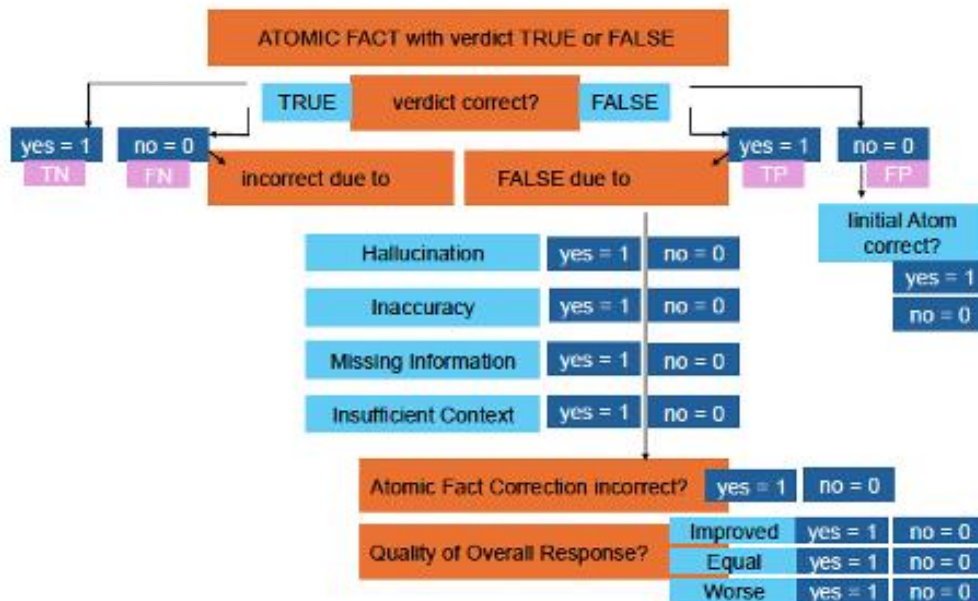 ATOMIC FACT with verdict TRUE or FALSE
TRUE verdict correct? FALSE
yes = 1 no = 0 yes = 1 no = 0
TN FN TP FP
incorrect due to FALSE due to
Iinitial Atom
correct?
yes = 1
no = 0
Hallucination yes = 1 no = 0
Inaccuracy yes = 1 no = 0
Missing Information yes = 1 no = 0
Insufficient Context yes = 1 no = 0
Atomic Fact Correction incorrect? yes = 1 no = 0
Quality of Overall Response?
Improved yes = 1 no = 0
Equal yes = 1 no = 0
Worse yes = 1 no = 0